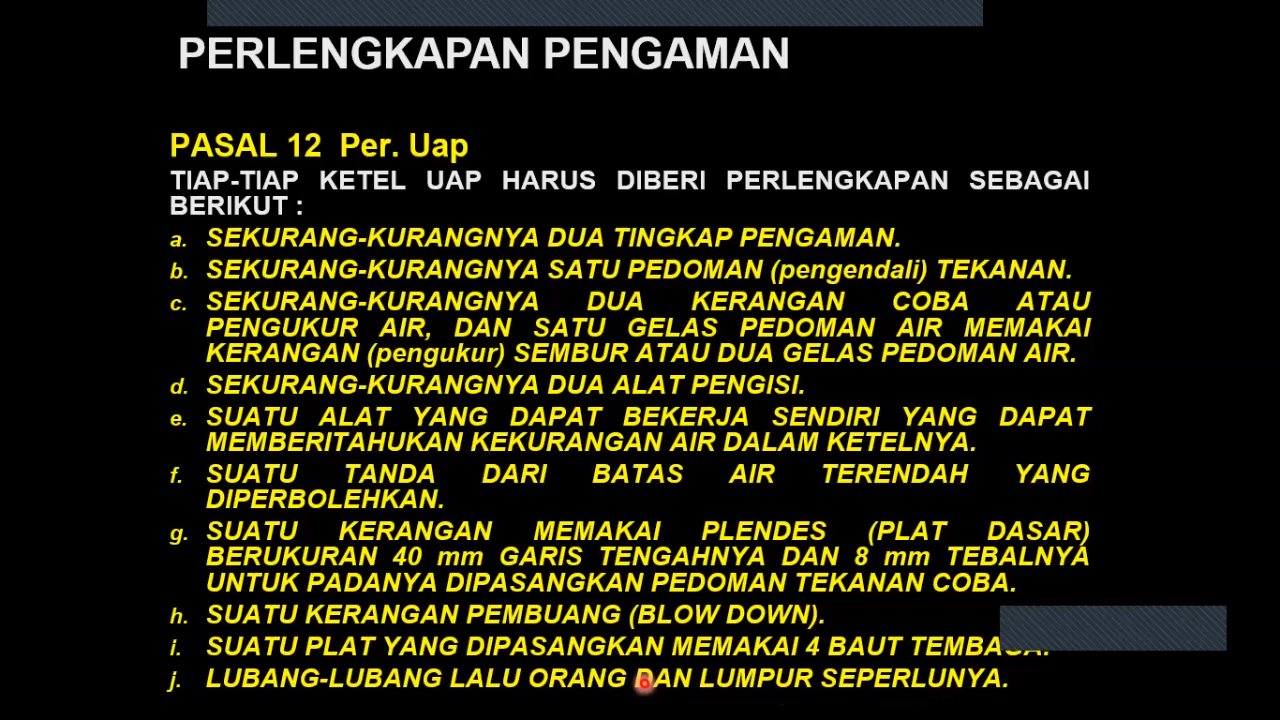 PERLENGKAPAN PENGAMAN
PASAL 12 Per. Uap
TIAP-TIAP KETEL UAP HARUS DIBERI PERLENGKAPAN SEBAGAI
BERIKUT :
a. SEKURANG-KURANGNYA DUA TINGKAP PENGAMAN.
b. SEKURANG-KURANGNYA SATU PEDOMAN (pengendali) TEKANAN.
c. SEKURANG-KURANGNYA DUA KERANGAN COBA ATAU
PENGUKUR AIR, DAN SATU GELAS PEDOMAN AIR MEMAKAI
KERANGAN (pengukur) SEMBUR ATAU DUA GELAS PEDOMAN AIR.
d. SEKURANG-KURANGNYA DUA ALAT PENGISI.
e. SUATU ALAT YANG DAPAT BEKERJA SENDIRI YANG DAPAT
MEMBERITAHUKAN KEKURANGAN AIR DALAM KETELNYA.
f. SUATU TANDA DARI BATAS AIR TERENDAH YANG
DIPERBOLEHKAN.
g. SUATU KERANGAN MEMAKAI PLENDES (PLAT DASAR)
BERUKURAN 40 mm GARIS TENGAHNYA DAN 8 mm TEBALNYA
UNTUK PADANYA DIPASANGKAN PEDOMAN TEKANAN COBA.
h. SUATU KERANGAN PEMBUANG (BLOW DOWN).
i. SUATU PLAT YANG DIPASANGKAN MEMAKAI 4 BAUT TEMBAGA.
j. LUBANG-LUBANG LALU ORANG DAN LUMPUR SEPERLUNYA.